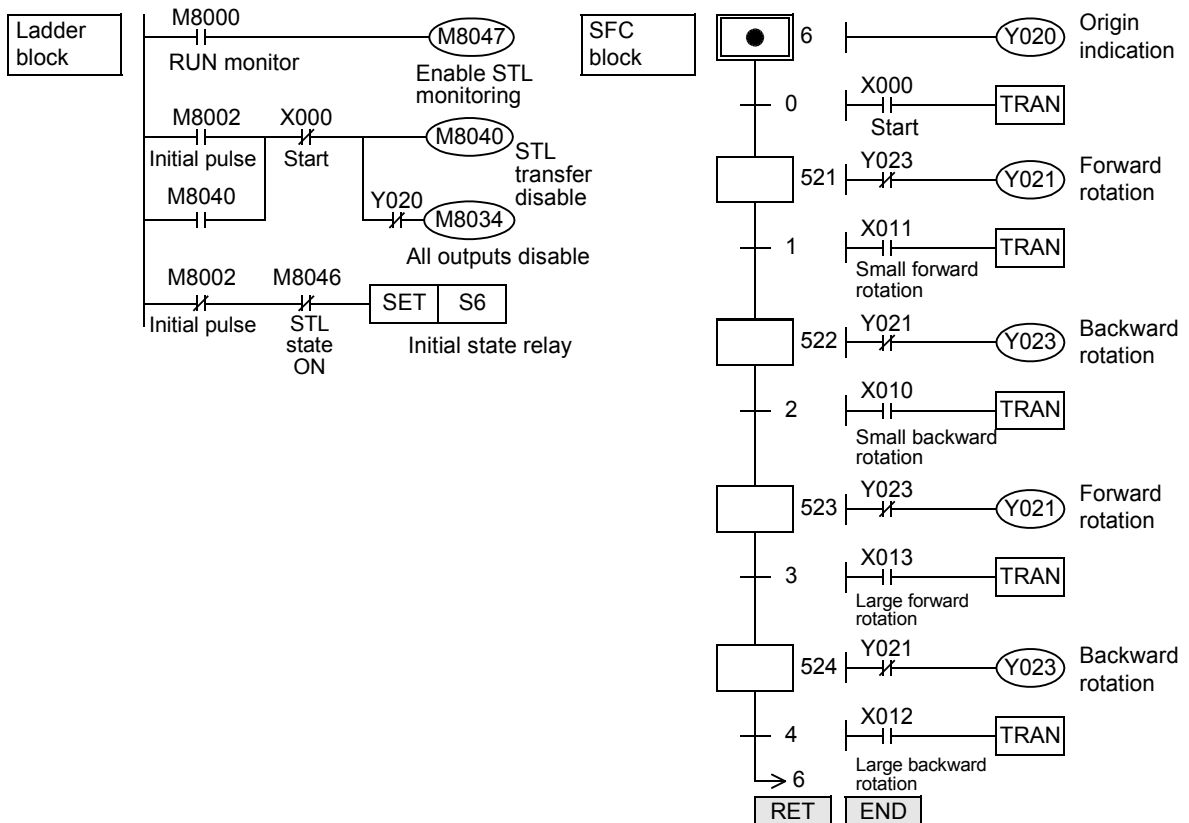 Ladder
block
M8000
M8047
RUN monitor
Enable STL
monitoring
M8002
X000
M8040
Initial pulse
Start
STL
transfer
disable
M8040
Y020
M8034
All outputs disable
M8002
M8046
SET
S6
Initial pulse
STL
state
ON
Initial state relay
SFC
block
6
Y020
Origin
indication
0
X000
TRAN
Start
521
Y023
Y021
Forward
rotation
1
X011
TRAN
Small forward
rotation
522
Y021
Y023
Backward
rotation
2
X010
TRAN
Small backward
rotation
523
Y023
Y021
Forward
rotation
3
X013
TRAN
Large forward
rotation
524
Y021
Y023
Backward
rotation
4
X012
TRAN
Large backward
rotation
6
RET
END